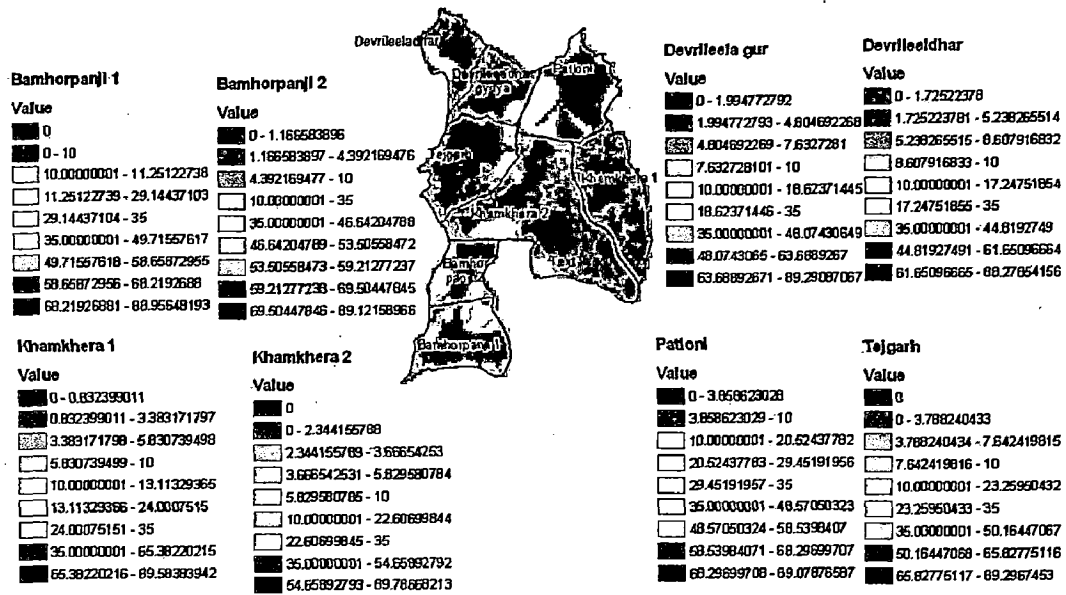 Bamhorpanji 1
Value
0
0 - 10
10.00000001 - 11.25122738
11.25122739 - 29.14437103
29.14437104 - 35
35.00000001 - 49.71557617
49.71557618 - 58.65872955
58.65872956 - 68.2192688
68.21926881 - 88.95648193
Bamhorpanji 2
Value
0 - 1.166583896
1.166583897 - 4.392169476
4.392169477 - 10
10.00000001 - 35
35.00000001 - 46.64204788
46.64204789 - 53.50558472
53.50558473 - 59.21277237
59.21277238 - 69.50447845
69.50447846 - 89.12158966
Devrileeladhar
Patloni
Tejgarh
Khamkhera 1
Khamkhera 2
Bamhorpanji 1
Devrileela gur
Value
0 - 1.994772792
1.994772793 - 4.804692268
4.804692269 - 7.6327281
7.632728101 - 10
10.00000001 - 18.62371445
18.62371446 - 35
35.00000001 - 48.07430649
48.0743065 - 63.6889267
63.68892671 - 89.29087067
Devrileeldhar
Value
0 - 1.72522378
1.725223781 - 5.238265514
5.238265515 - 8.607916832
8.607916833 - 10
10.00000001 - 17.24751854
17.24751855 - 35
35.00000001 - 44.8192749
44.81927491 - 61.65096664
61.65096665 - 88.27854156
Khamkhera 1
Value
0 - 0.832399011
0.832399011 - 3.383171797
3.383171798 - 5.830739498
5.830739499 - 10
10.00000001 - 13.11329365
13.11329366 - 24.0007515
24.00075151 - 35
35.00000001 - 65.38220215
65.38220216 - 89.58383942
Khamkhera 2
Value
0
0 - 2.344155788
2.344155789 - 3.66654253
3.666542531 - 5.829580784
5.829580785 - 10
10.00000001 - 22.60699844
22.60699845 - 35
35.00000001 - 54.65892792
54.65892793 - 89.78668213
Patloni
Value
0 - 3.858623028
3.858623029 - 10
10.00000001 - 20.52437782
20.52437783 - 29.45191956
29.45191957 - 35
35.00000001 - 48.57050323
48.57050324 - 58.5398407
58.53984071 - 68.29699707
68.29699708 - 89.07876587
Tejgarh
Value
0
0 - 3.788240433
3.788240434 - 7.642419815
7.642419816 - 10
10.00000001 - 23.25950432
23.25950433 - 35
35.00000001 - 50.16447067
50.16447068 - 65.82775116
65.82775117 - 89.2967453